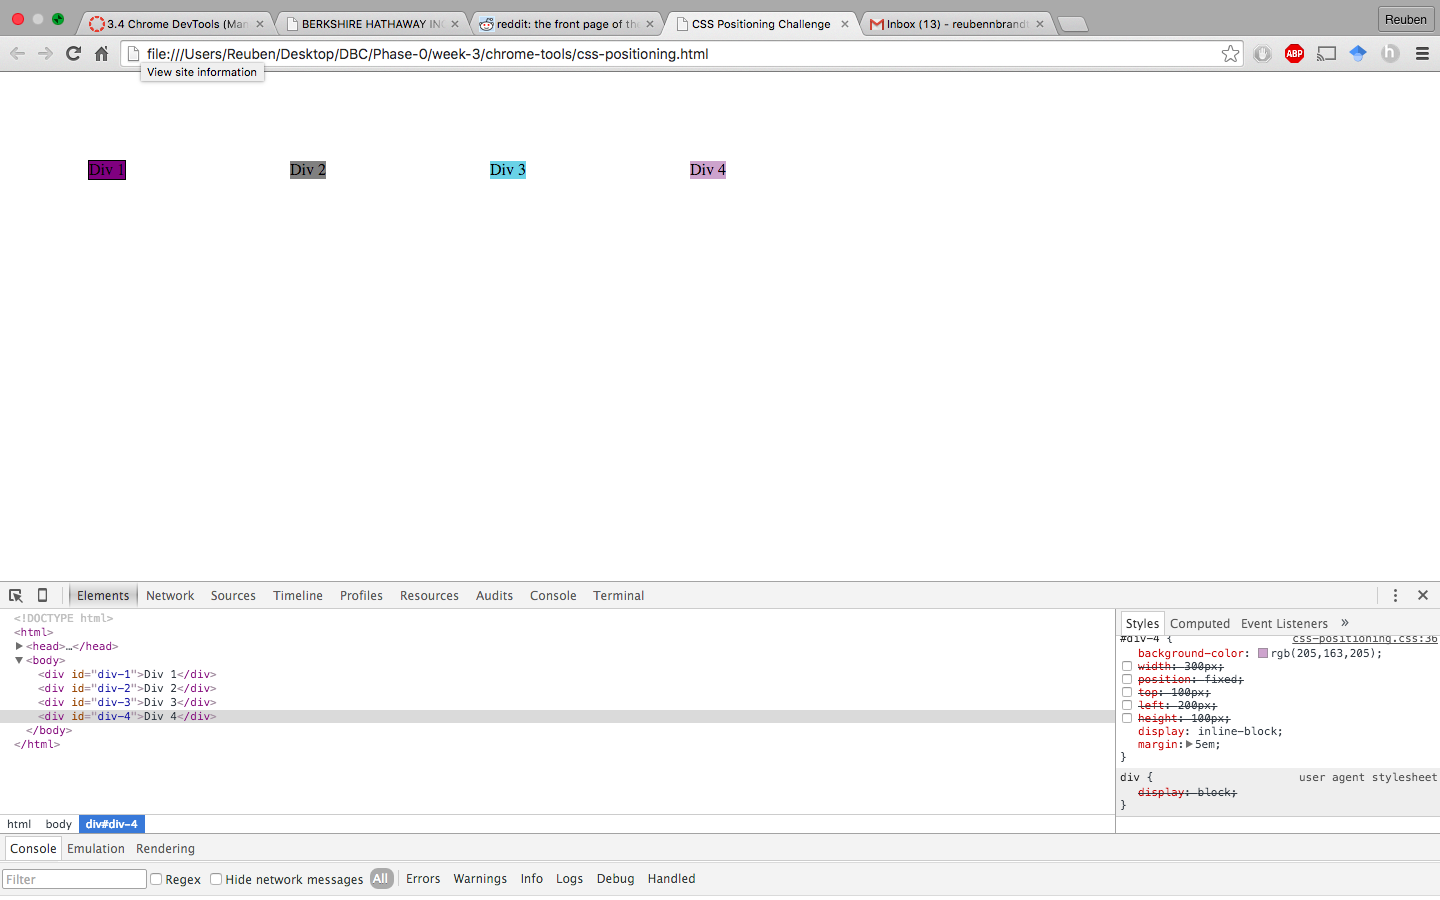 3.4 Chrome DevTools (Man
BERKSHIRE HATHAWAY INC
reddit: the front page of the
CSS Positioning Challenge
Inbox (13) - reubennbrandt
Reuben
file:///Users/Reuben/Desktop/DBC/Phase-0/week-3/chrome-tools/css-positioning.html
ABP
h
View site information
Div 1 Div 2 Div 3 Div 4
Elements Network Sources Timeline Profiles Resources Audits Console Terminal
<!DOCTYPE html>
<html>
<head>…</head>
<body>
<div id="div-1">Div 1</div>
<div id="div-2">Div 2</div>
<div id="div-3">Div 3</div>
<div id="div-4">Div 4</div>
</body>
</html>
html body div#div-4
Styles Computed Event Listeners »
#div-4 { css-positioning.css:36
background-color: rgb(205,163,205);
width: 300px;
position: fixed;
top: 100px;
left: 200px;
height: 100px;
display: inline-block;
margin: 5em;
}
div { user agent stylesheet
display: block;
}
Console Emulation Rendering
Filter Regex Hide network messages All Errors Warnings Info Logs Debug Handled